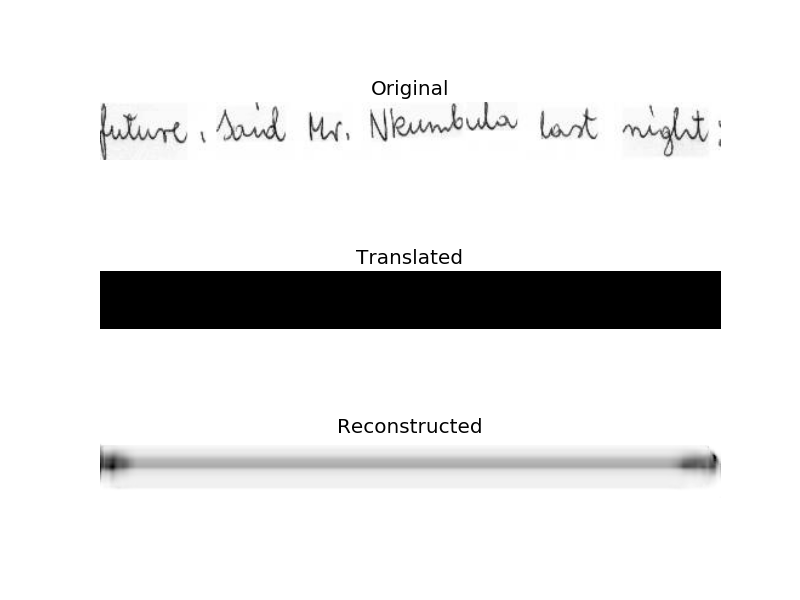 Original
future, said Mr. Nkumbula last night:
Translated
Reconstructed